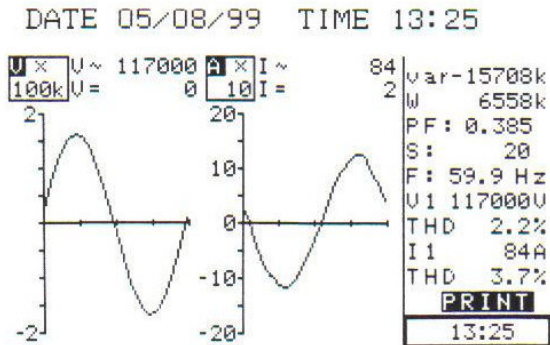 DATE 05/08/99 TIME 13:25
V × V~ 117000
100k V= 0
A × I~ 84
10 I= 2
2
0
-2
20
10
0
-10
-20
var-15708k
W 6558k
PF: 0.385
S: 20
F: 59.9 Hz
V1 117000V
THD 2.2%
I1 84A
THD 3.7%
PRINT
13:25